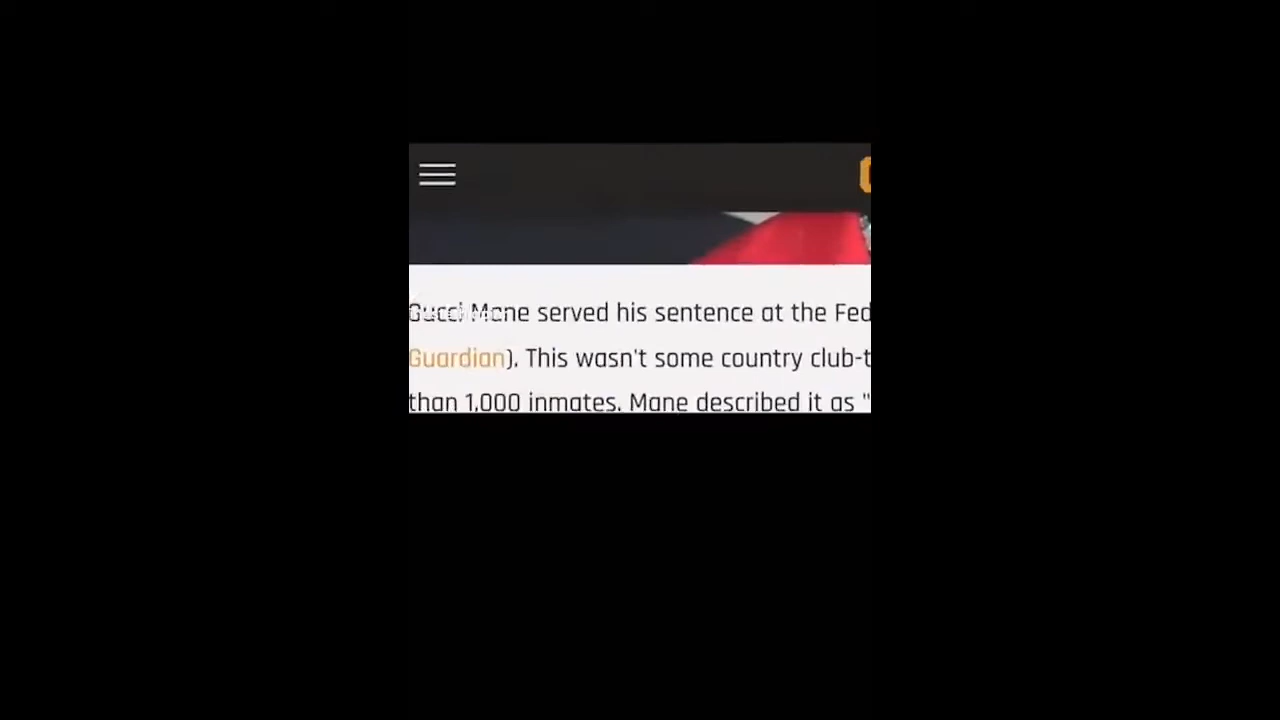 Gucci Mane served his sentence at the Fed
Guardian). This wasn't some country club-t
than 1,000 inmates. Mane described it as "